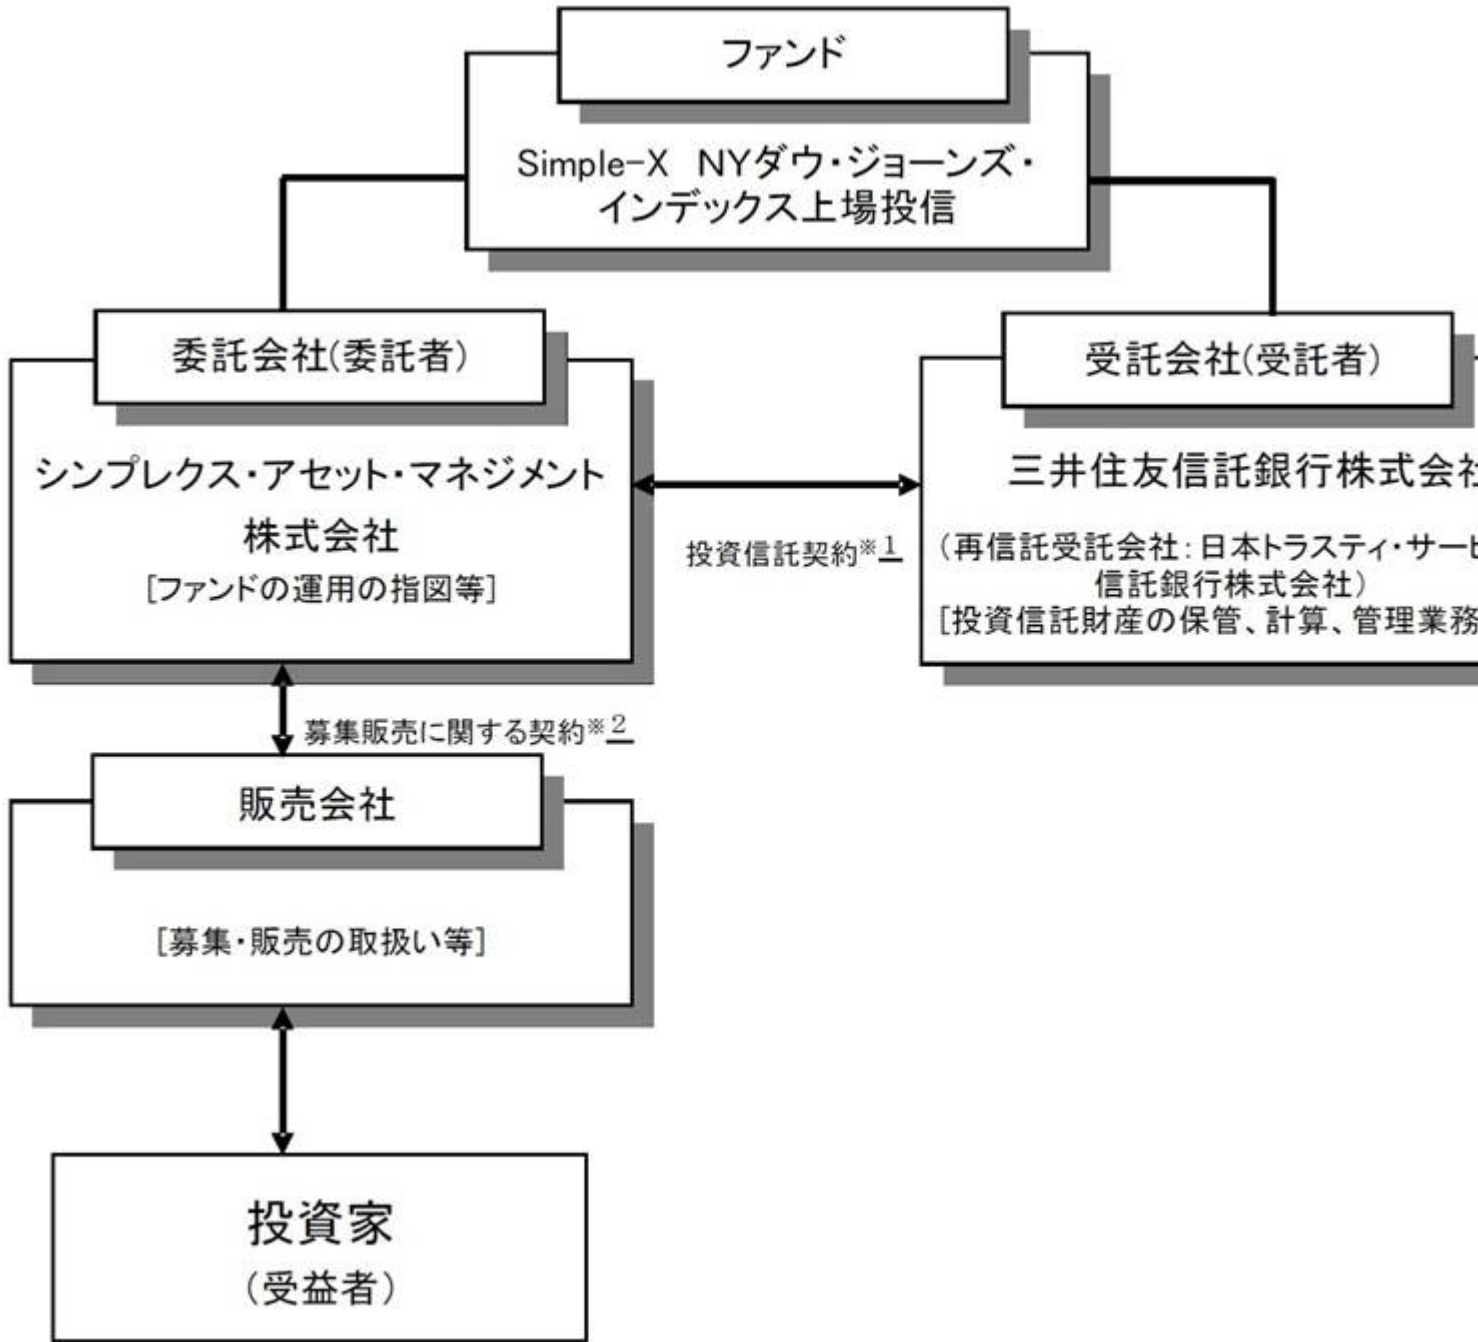 ファンド
Simple-X NYダウ・ジョーンズ・
インデックス上場投信
委託会社(委託者)
シンプレクス・アセット・マネジメント
株式会社
[ファンドの運用の指図等]
投資信託契約※1
受託会社(受託者)
三井住友信託銀行株式会
(再信託受託会社:日本トラスティ・サー
信託銀行株式会社)
[投資信託財産の保管、計算、管理業務
募集販売に関する契約※2
販売会社
[募集・販売の取扱い等]
投資家
(受益者)